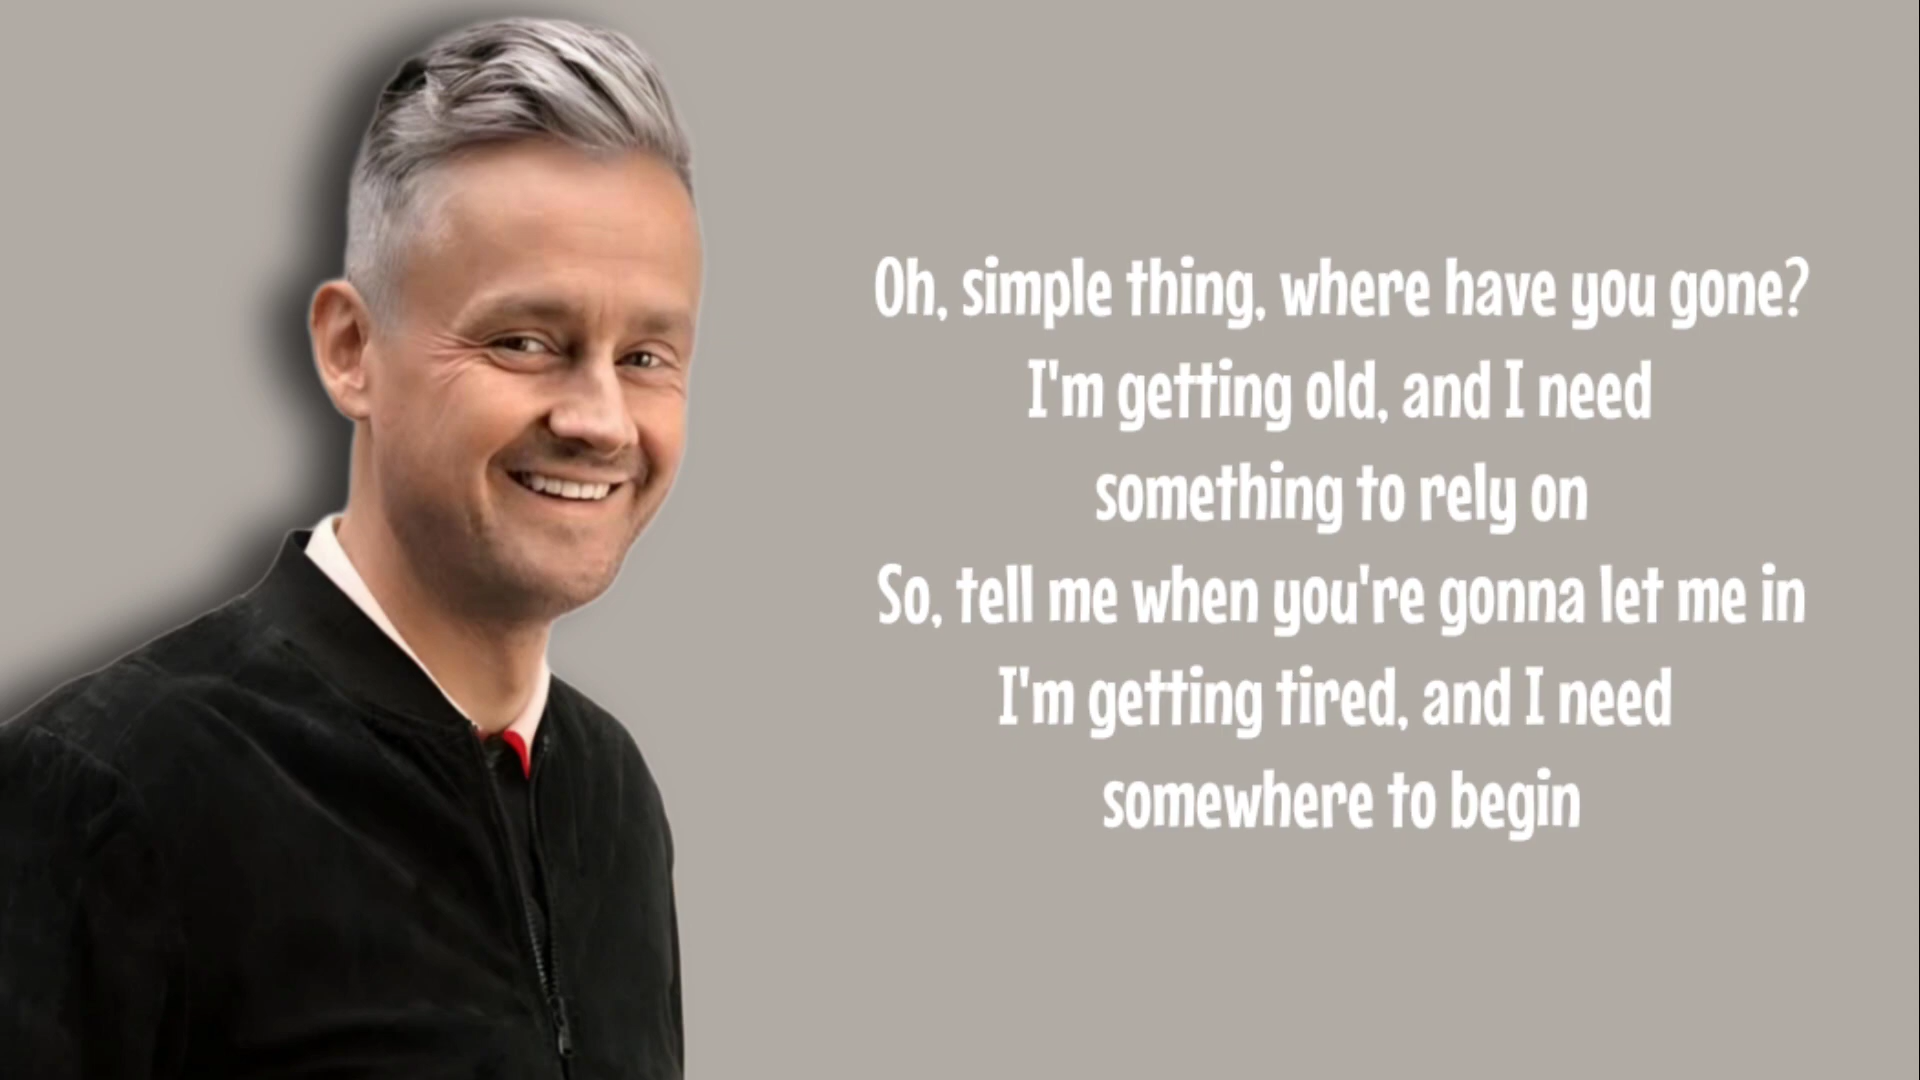 Oh, simple thing, where have you gone?
I'm getting old, and I need
something to rely on
So, tell me when you're gonna let me in
I'm getting tired, and I need
somewhere to begin